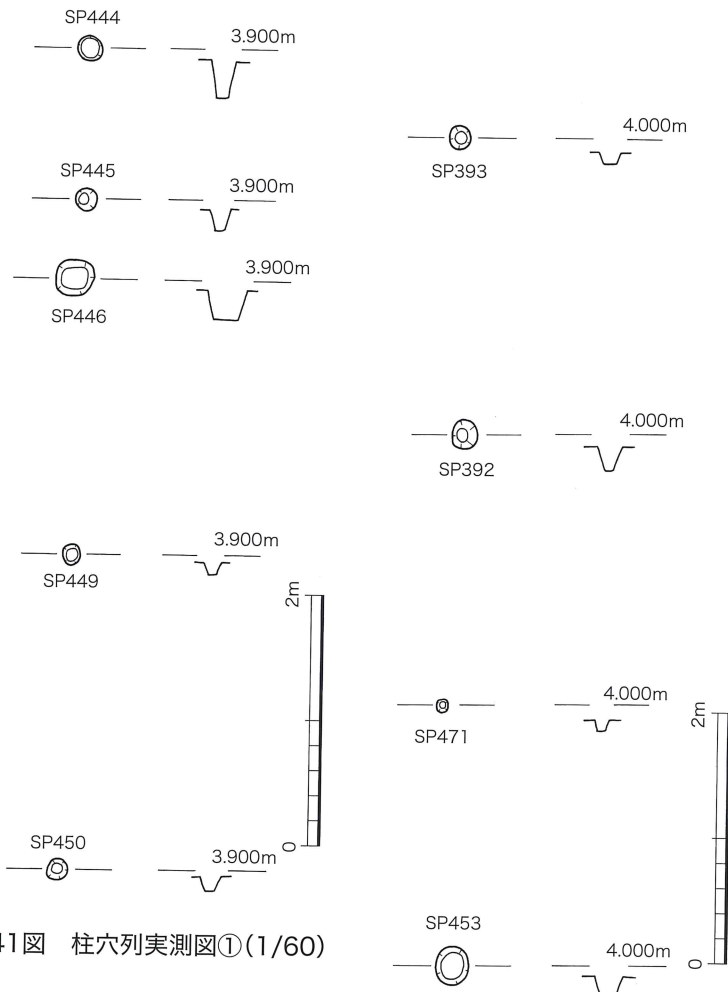 SP444
3.900m
SP445
3.900m
3.900m
SP446
3.900m
SP449
2m
0
SP450
3.900m
41図　柱穴列実測図①(1/60)
4.000m
SP393
4.000m
SP392
4.000m
SP471
2m
0
SP453
4.000m